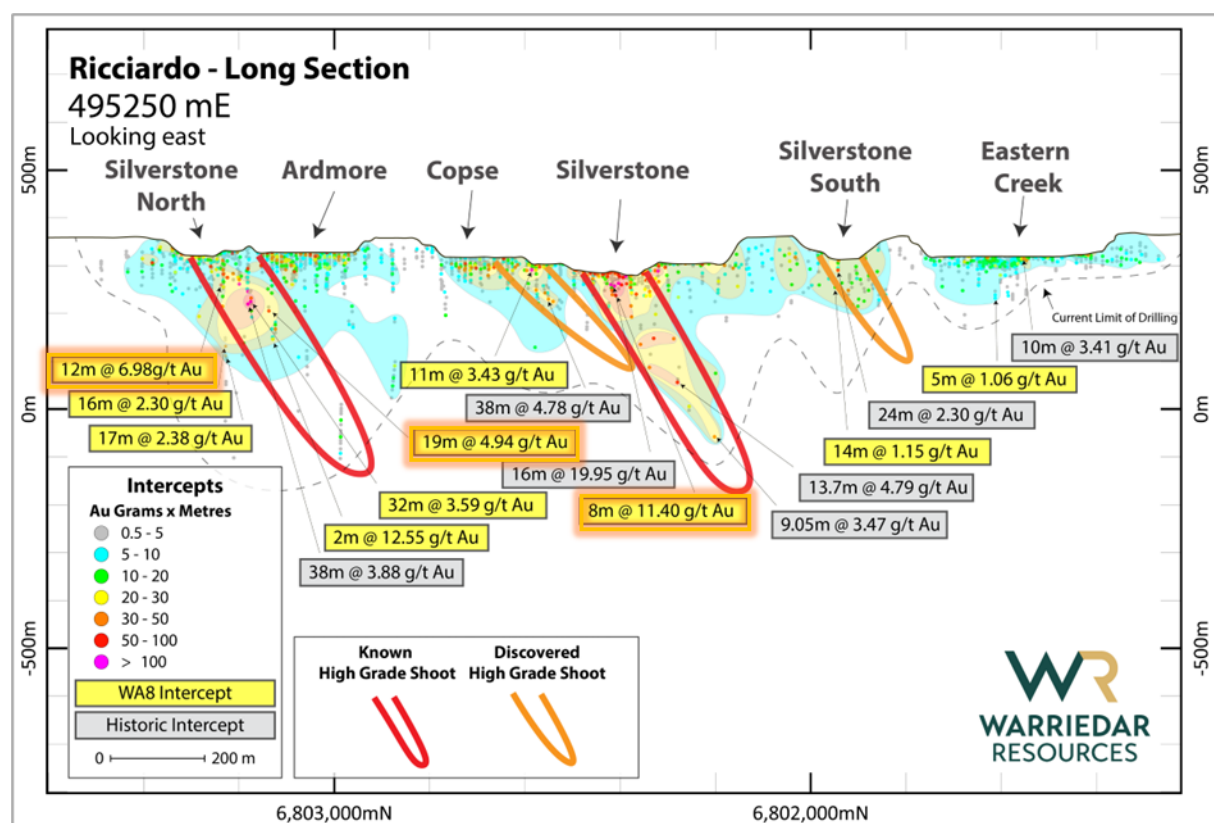 Ricciardo - Long Section
495250 mE
Looking east
Silverstone
North
Ardmore
Copse
Silverstone
Silverstone
South
Eastern
Creek
500m
0m
-500m
500m
0m
-500m
Current Limit of Drilling
12m @ 6.98g/t Au
16m @ 2.30 g/t Au
17m @ 2.38 g/t Au
19m @ 4.94 g/t Au
32m @ 3.59 g/t Au
2m @ 12.55 g/t Au
38m @ 3.88 g/t Au
11m @ 3.43 g/t Au
38m @ 4.78 g/t Au
16m @ 19.95 g/t Au
8m @ 11.40 g/t Au
10m @ 3.41 g/t Au
5m @ 1.06 g/t Au
24m @ 2.30 g/t Au
14m @ 1.15 g/t Au
13.7m @ 4.79 g/t Au
9.05m @ 3.47 g/t Au
Intercepts
Au Grams x Metres
0.5 - 5
5 - 10
10 - 20
20 - 30
30 - 50
50 - 100
> 100
WA8 Intercept
Historic Intercept
0 200 m
Known
High Grade Shoot
Discovered
High Grade Shoot
WR
WARRIEDAR
RESOURCES
6,803,000mN
6,802,000mN